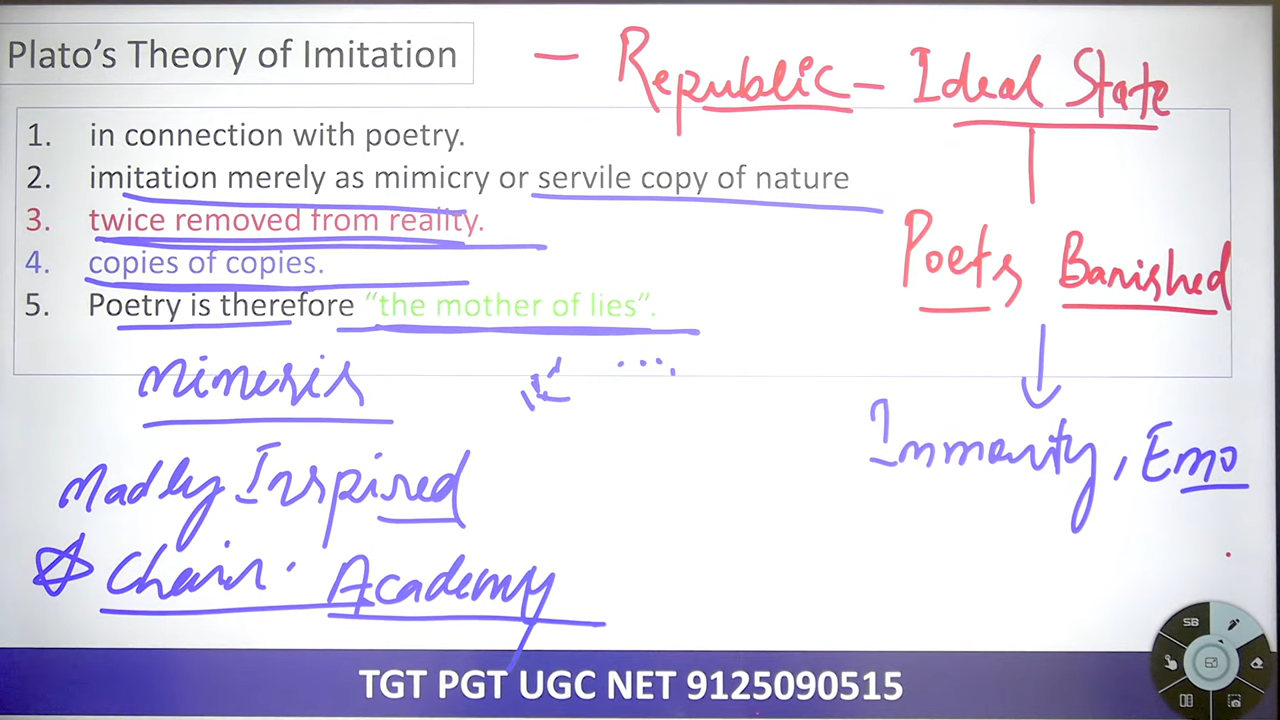 Plato's Theory of Imitation
– Republic – Ideal State
1. in connection with poetry.
2. imitation merely as mimicry or servile copy of nature
3. twice removed from reality.
4. copies of copies.
5. Poetry is therefore "the mother of lies".
Poets Banished
Mimesis
Immorality, Emo
Madly Inspired
Chair. Academy
SB
TGT PGT UGC NET 9125090515